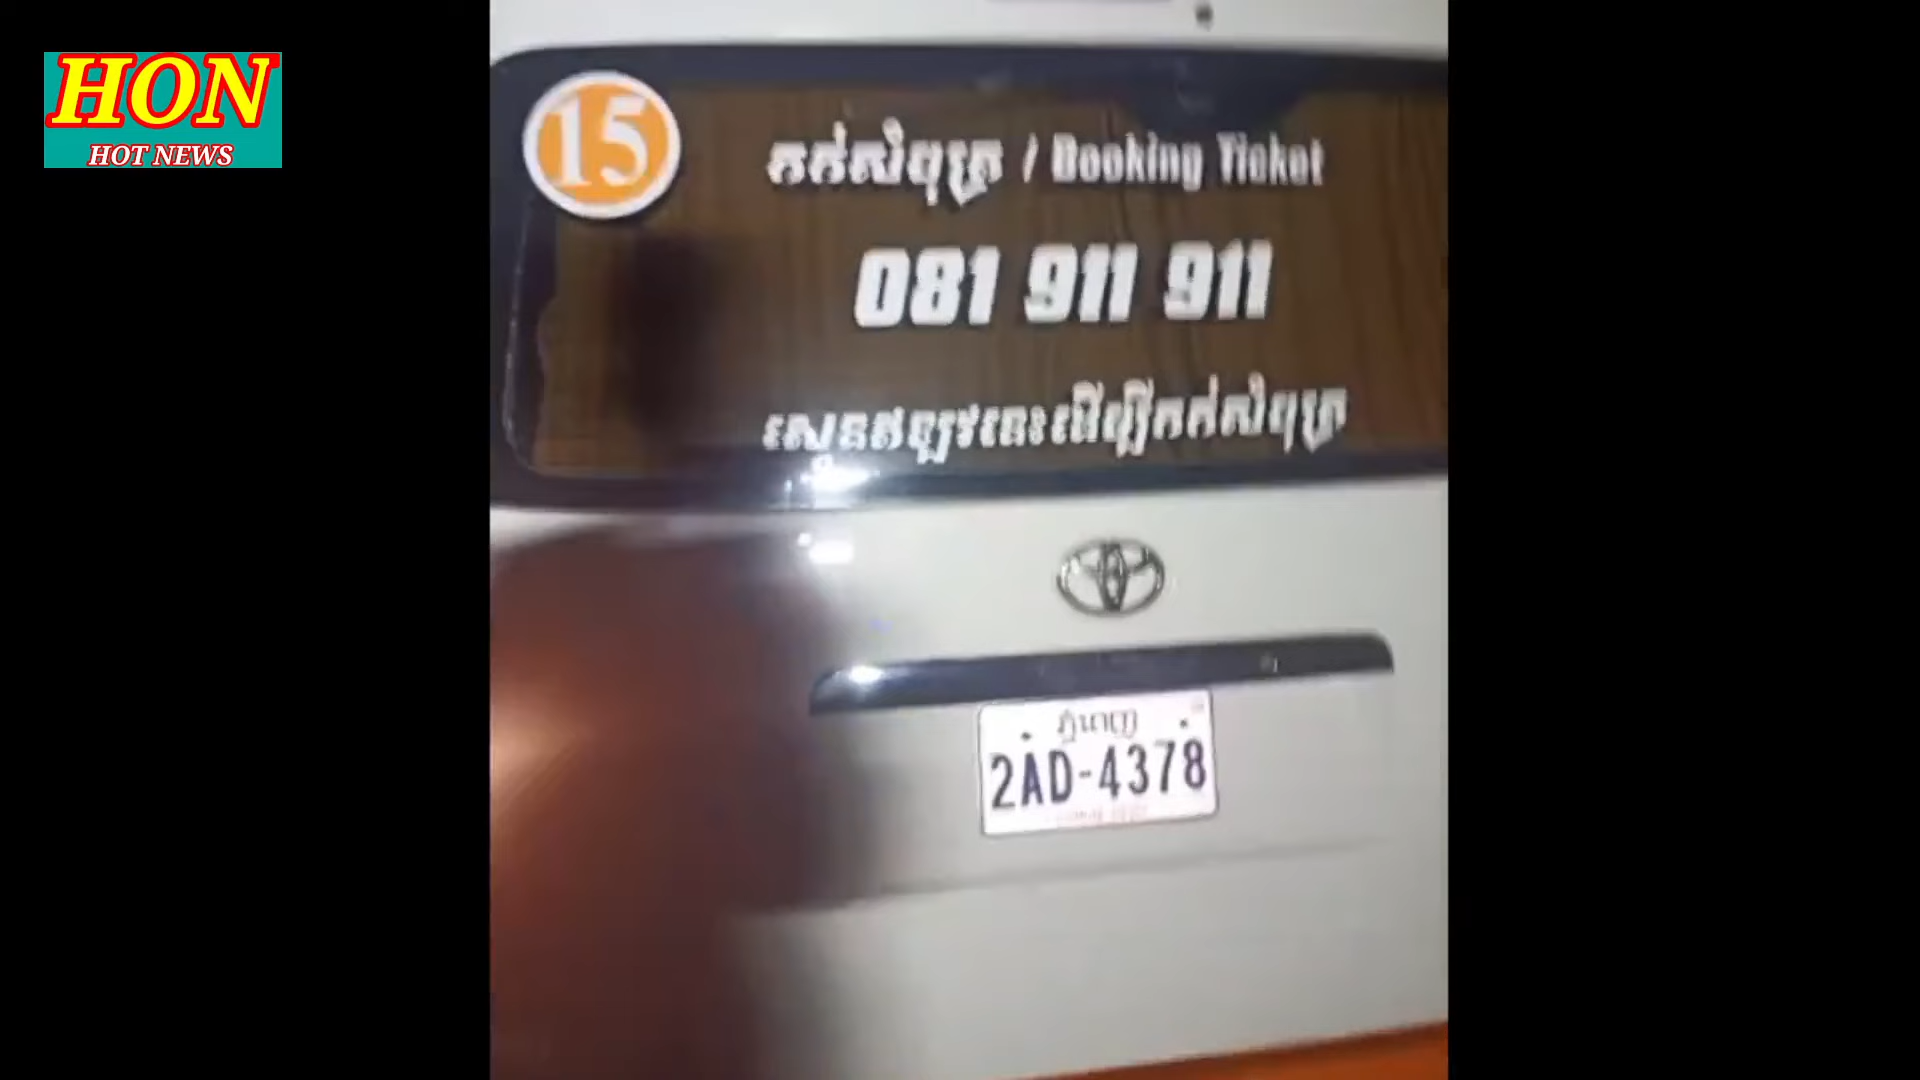 HON
HOT NEWS
15
កក់សំបុត្រ / Booking Ticket
081 911 911
ស្កេនឥឡូវនេះដើម្បីកក់សំបុត្រ
ភ្នំពេញ
2AD-4378